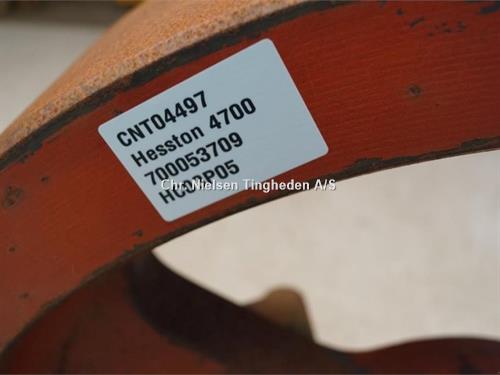 CNT04497
Hesston 4700
700053709
Chr. Nielsen Tingheden A/S